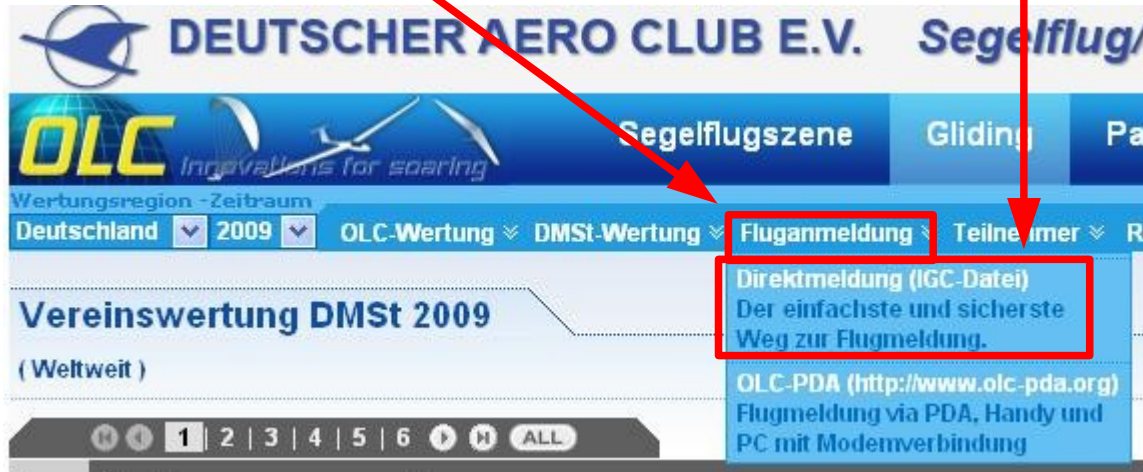 DEUTSCHER AERO CLUB E.V. Segelflug/
OLC Innovations for soaring
Segelflugszene Gliding Pa
Wertungsregion -Zeitraum
Deutschland 2009 OLC-Wertung DMSt-Wertung Fluganmeldung Teilnehmer R
Direktmeldung (IGC-Datei)
Der einfachste und sicherste
Weg zur Flugmeldung.
Vereinswertung DMSt 2009
(Weltweit)
OLC-PDA (http://www.olc-pda.org)
Flugmeldung via PDA, Handy und
PC mit Modemverbindung
1 | 2 | 3 | 4 | 5 | 6 ALL